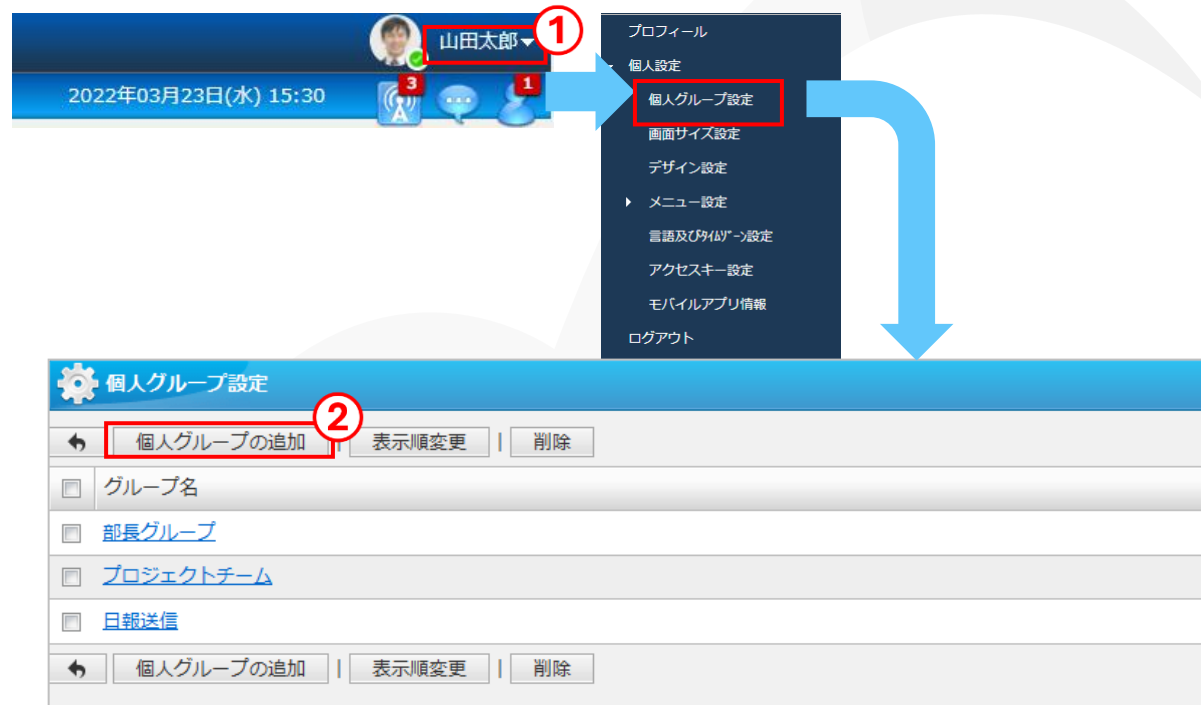 山田太郎▼
①
2022年03月23日(水) 15:30
3
1
プロフィール
個人設定
個人グループ設定
画面サイズ設定
デザイン設定
メニュー設定
言語及びﾀｲﾑｿﾞｰﾝ設定
アクセスキー設定
モバイルアプリ情報
ログアウト
個人グループ設定
②
個人グループの追加 | 表示順変更 | 削除
グループ名
部長グループ
プロジェクトチーム
日報送信
個人グループの追加 | 表示順変更 | 削除